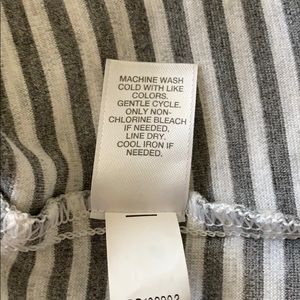 MACHINE WASH
COLD WITH LIKE
COLORS.
GENTLE CYCLE.
ONLY NON-
CHLORINE BLEACH
IF NEEDED.
LINE DRY.
COOL IRON IF
NEEDED.